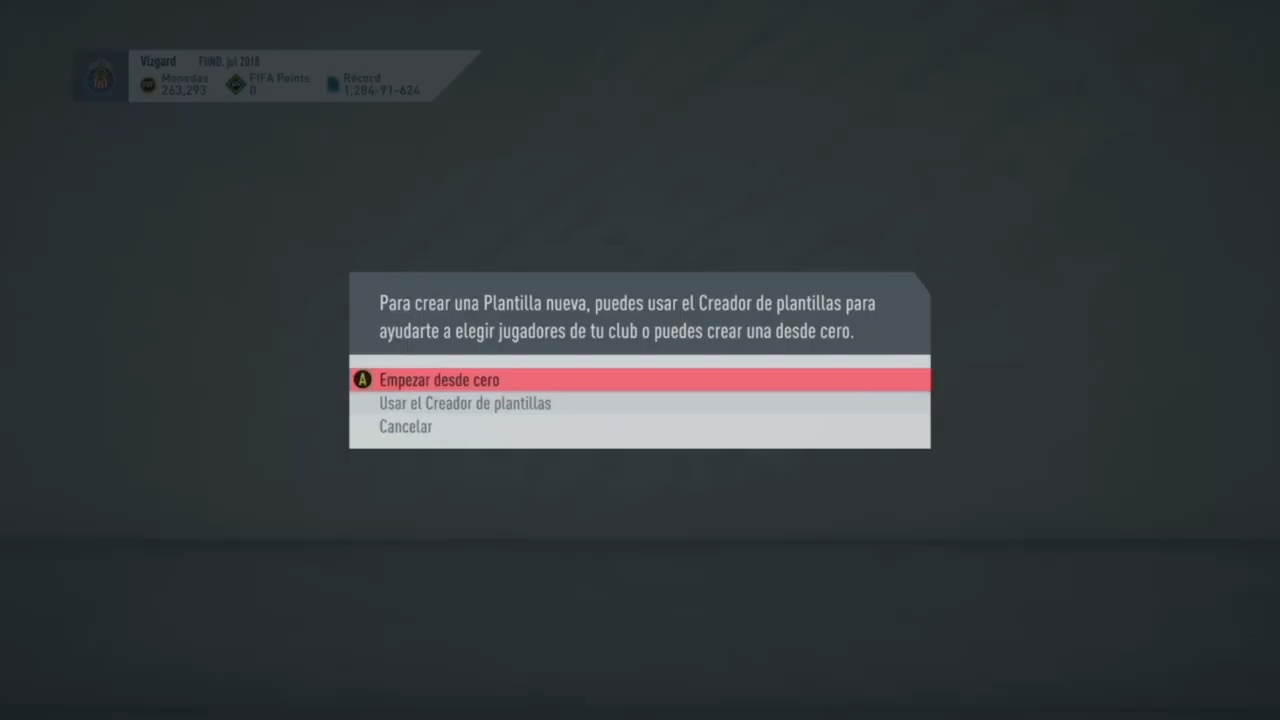 Vizgard FUND. jul 2018
Monedas FIFA Points Récord
263,293 0 1,284-91-624
Para crear una Plantilla nueva, puedes usar el Creador de plantillas para
ayudarte a elegir jugadores de tu club o puedes crear una desde cero.
A Empezar desde cero
Usar el Creador de plantillas
Cancelar